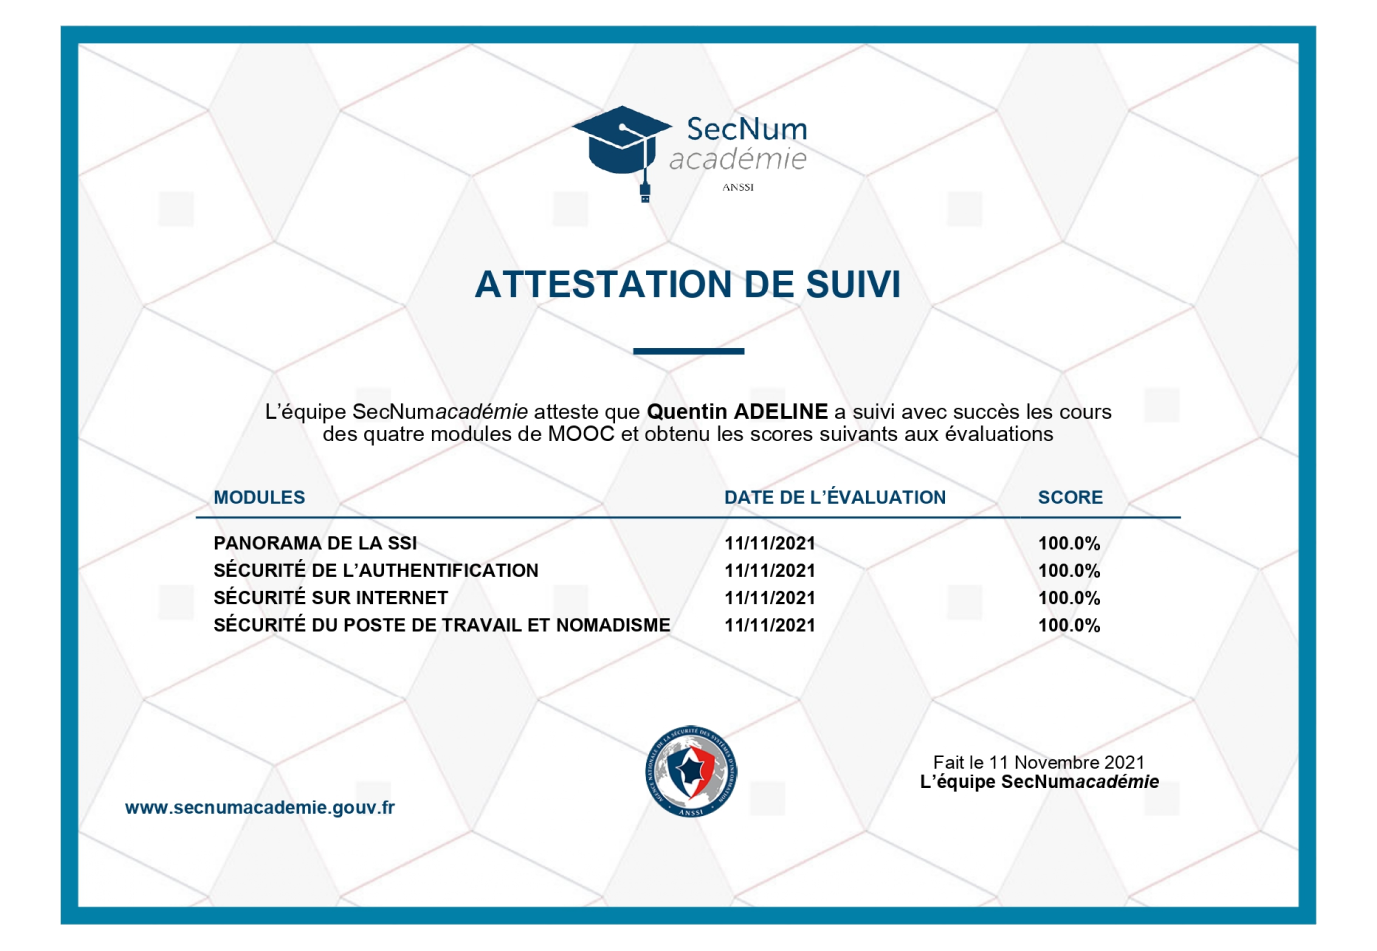 SecNum
académie
ANSSI
ATTESTATION DE SUIVI
L'équipe SecNumacadémie atteste que Quentin ADELINE a suivi avec succès les cours
des quatre modules de MOOC et obtenu les scores suivants aux évaluations
MODULES DATE DE L'ÉVALUATION SCORE
PANORAMA DE LA SSI 11/11/2021 100.0%
SÉCURITÉ DE L'AUTHENTIFICATION 11/11/2021 100.0%
SÉCURITÉ SUR INTERNET 11/11/2021 100.0%
SÉCURITÉ DU POSTE DE TRAVAIL ET NOMADISME 11/11/2021 100.0%
AGENCE NATIONALE DE LA SÉCURITÉ DES SYSTÈMES D'INFORMATION
ANSSI
Fait le 11 Novembre 2021
L'équipe SecNumacadémie
www.secnumacademie.gouv.fr